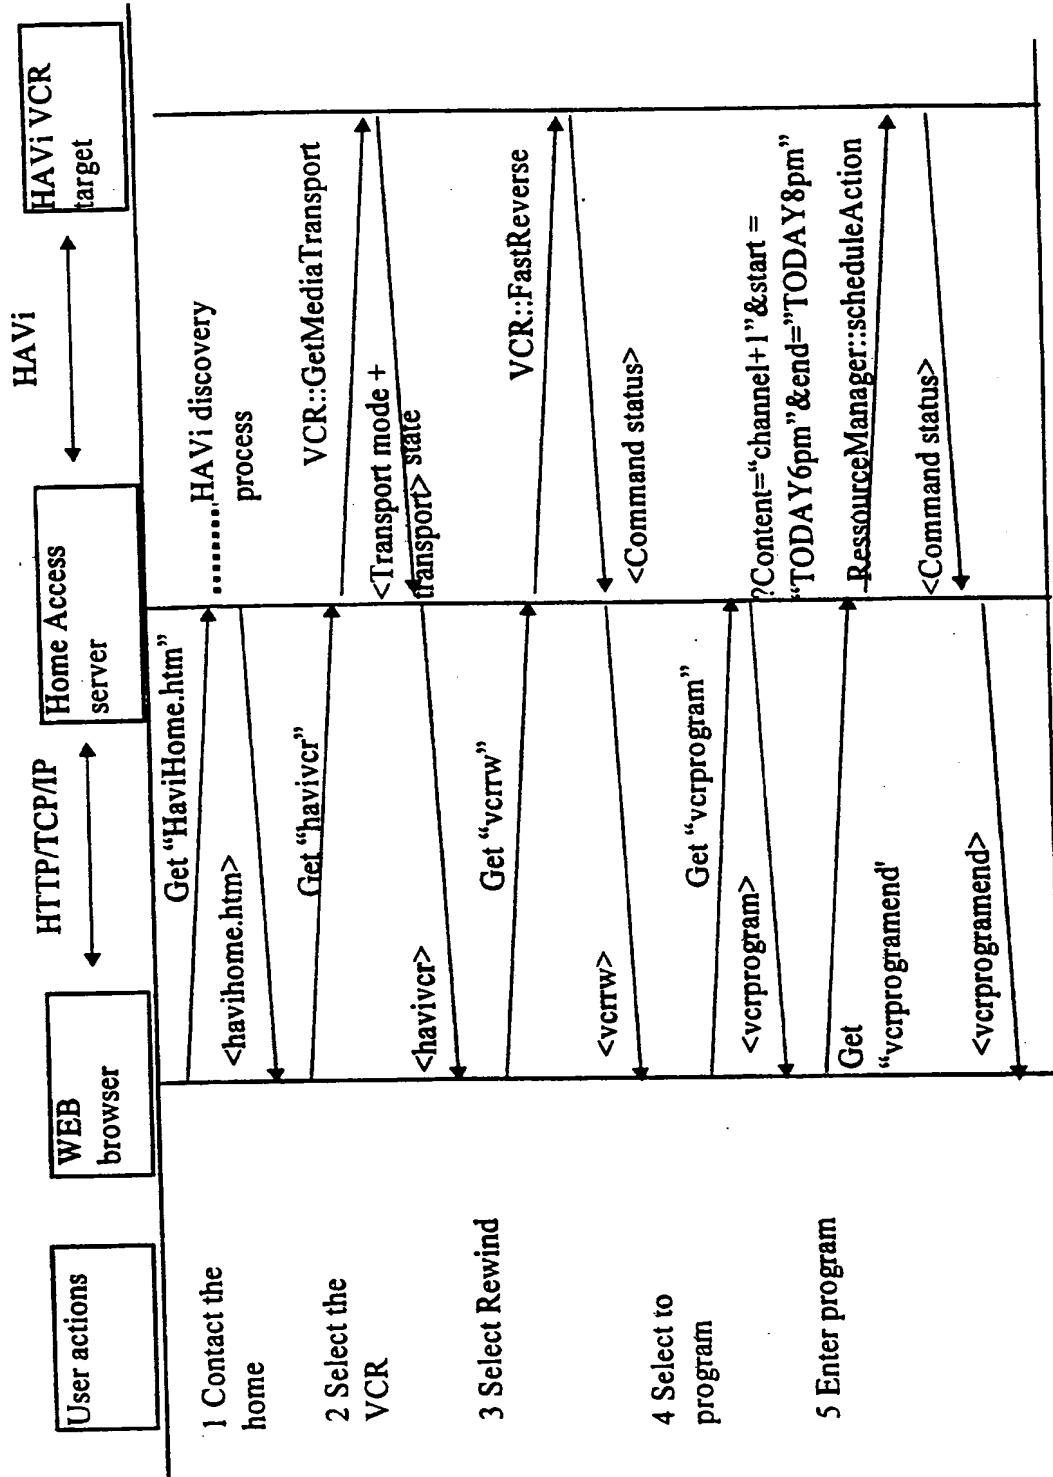 HTTP/TCP/IP
HAVi
User actions
WEB
browser
Home Access
server
HAVi VCR
target
1 Contact the
home
Get “HaviHome.htm”
<havihome.htm>
HAVi discovery
process
2 Select the
VCR
Get “havivcr”
VCR::GetMediaTransport
<Transport mode +
transport> state
<havivcr>
3 Select Rewind
Get “vcrrw”
VCR::FastReverse
<Command status>
<vcrrw>
4 Select to
program
Get “vcrprogram”
<vcrprogram>
5 Enter program
Get
“vcrprogramend'
?Content=“channel+1”&start =
“TODAY6pm”&end=“TODAY8pm”
RessourceManager::scheduleAction
<Command status>
<vcrprogramend>